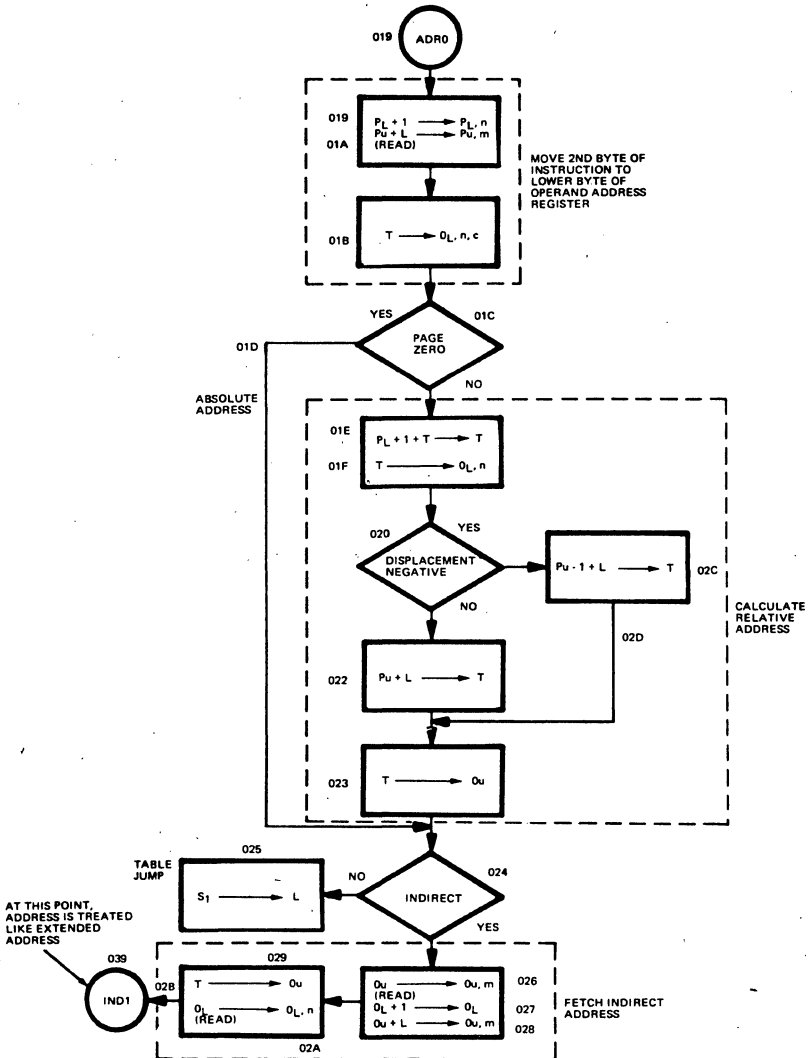 019
ADR0
019
P_L + 1 → P_L, n
Pu + L → Pu, m
01A
(READ)
MOVE 2ND BYTE OF
INSTRUCTION TO
LOWER BYTE OF
OPERAND ADDRESS
REGISTER
01B
T → 0_L, n, c
YES
01C
01D
PAGE
ZERO
ABSOLUTE
ADDRESS
NO
01E
P_L + 1 + T → T
01F
T → 0_L, n
020
YES
DISPLACEMENT
NEGATIVE
Pu - 1 + L → T
02C
NO
CALCULATE
RELATIVE
ADDRESS
02D
022
Pu + L → T
023
T → 0u
025
TABLE
JUMP
NO
024
S1 → L
INDIRECT
AT THIS POINT,
ADDRESS IS TREATED
LIKE EXTENDED
ADDRESS
YES
039
029
IND1
02B
T → 0u
0_L → 0_L, n
(READ)
02A
0u → 0u, m
(READ)
026
0_L + 1 → 0_L
027
0u + L → 0u, m
028
FETCH INDIRECT
ADDRESS